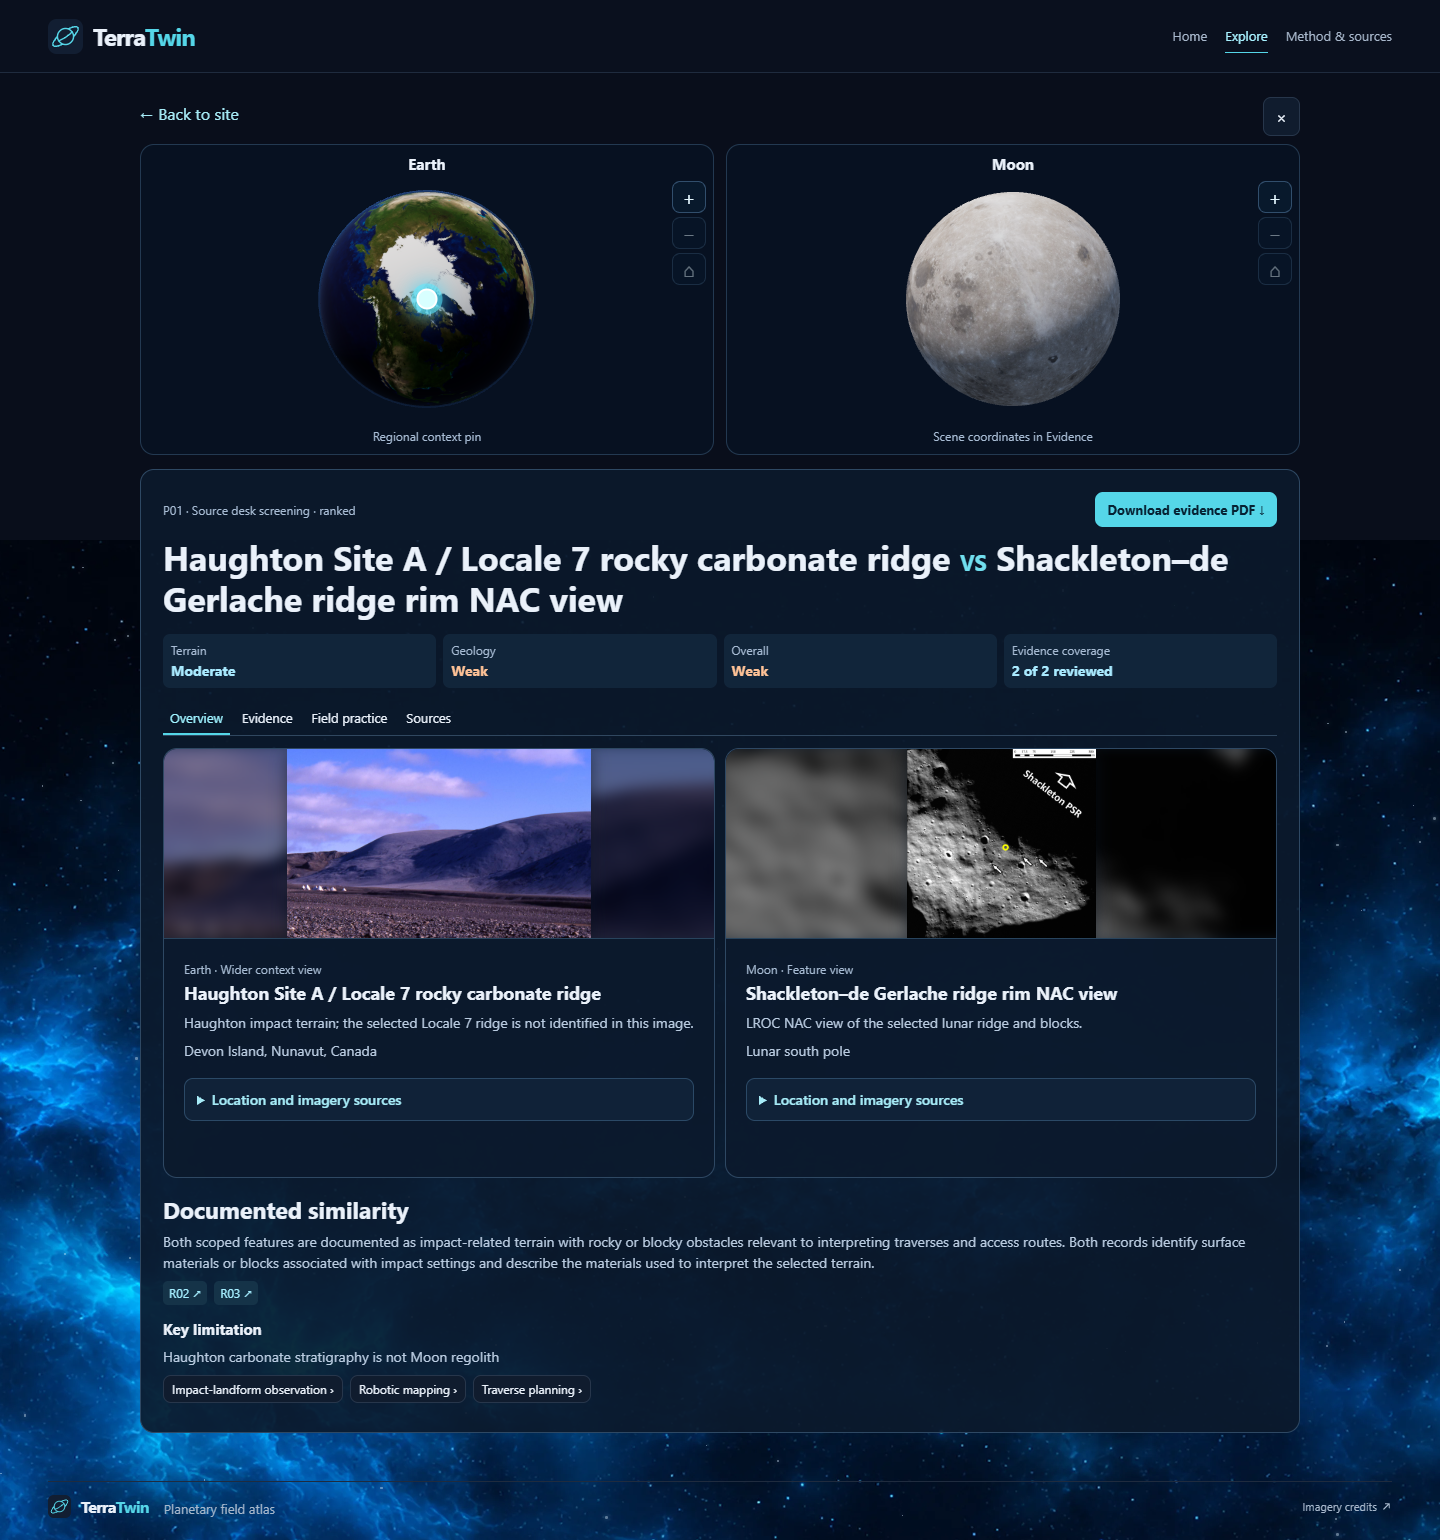 TerraTwin
Home
Explore
Method & sources
← Back to site
×
Earth
+
−
⌂
Regional context pin
Moon
+
−
⌂
Scene coordinates in Evidence
P01 · Source desk screening · ranked
Download evidence PDF ↓
Haughton Site A / Locale 7 rocky carbonate ridge vs Shackleton–de
Gerlache ridge rim NAC view
Terrain
Moderate
Geology
Weak
Overall
Weak
Evidence coverage
2 of 2 reviewed
Overview
Evidence
Field practice
Sources
Shackleton PSR
Earth · Wider context view
Haughton Site A / Locale 7 rocky carbonate ridge
Haughton impact terrain; the selected Locale 7 ridge is not identified in this image.
Devon Island, Nunavut, Canada
▶ Location and imagery sources
Moon · Feature view
Shackleton–de Gerlache ridge rim NAC view
LROC NAC view of the selected lunar ridge and blocks.
Lunar south pole
▶ Location and imagery sources
Documented similarity
Both scoped features are documented as impact-related terrain with rocky or blocky obstacles relevant to interpreting traverses and access routes. Both records identify surface
materials or blocks associated with impact settings and describe the materials used to interpret the selected terrain.
R02 ↗
R03 ↗
Key limitation
Haughton carbonate stratigraphy is not Moon regolith
Impact-landform observation ›
Robotic mapping ›
Traverse planning ›
TerraTwin
Planetary field atlas
Imagery credits ↗